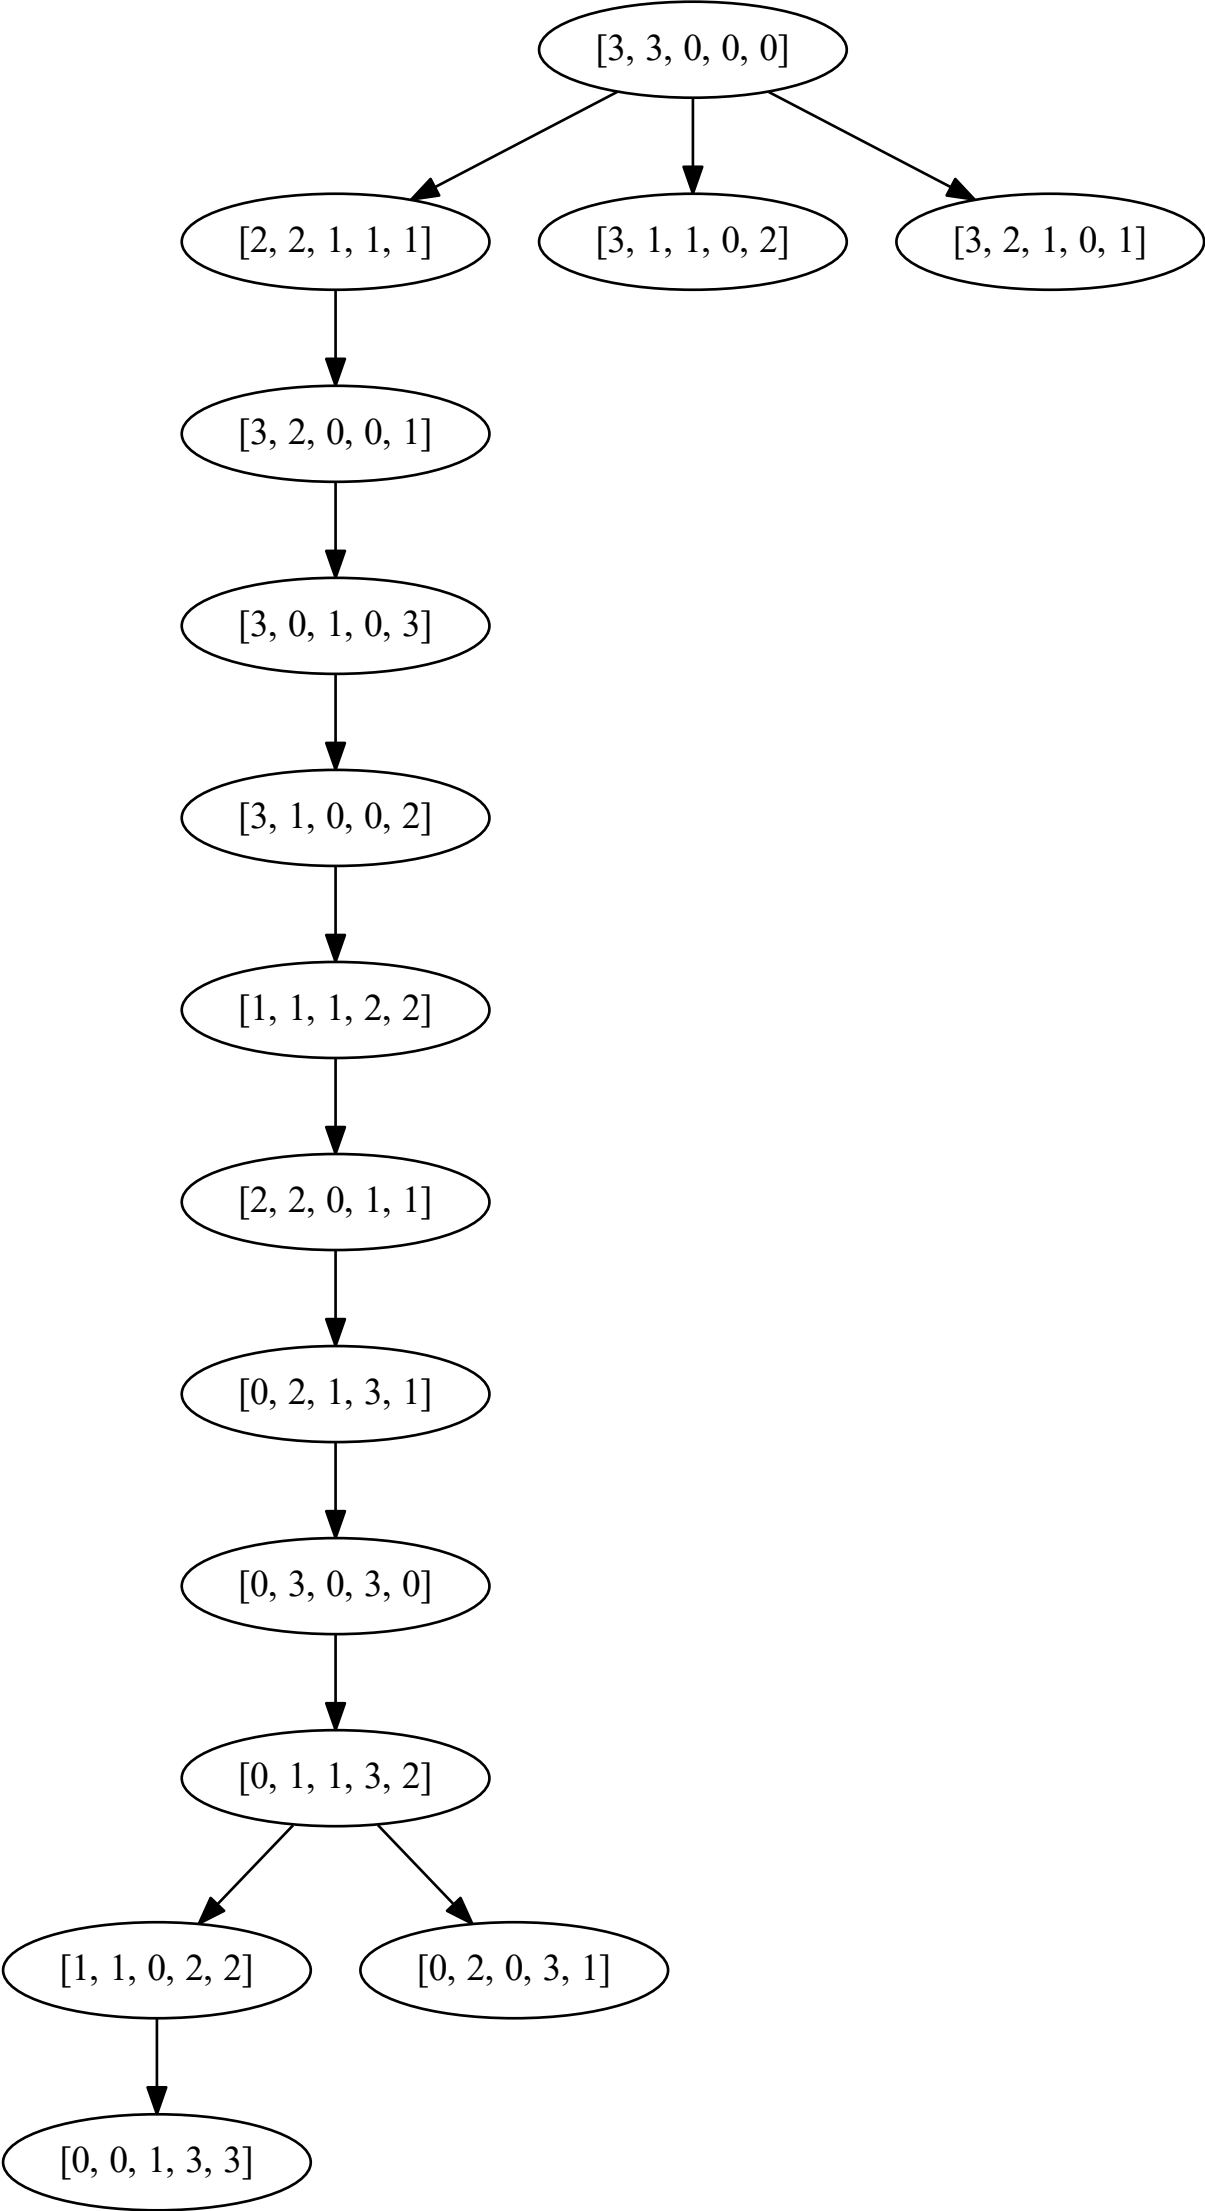 [3, 3, 0, 0, 0]
[2, 2, 1, 1, 1]
[3, 1, 1, 0, 2]
[3, 2, 1, 0, 1]
[3, 2, 0, 0, 1]
[3, 0, 1, 0, 3]
[3, 1, 0, 0, 2]
[1, 1, 1, 2, 2]
[2, 2, 0, 1, 1]
[0, 2, 1, 3, 1]
[0, 3, 0, 3, 0]
[0, 1, 1, 3, 2]
[1, 1, 0, 2, 2]
[0, 2, 0, 3, 1]
[0, 0, 1, 3, 3]